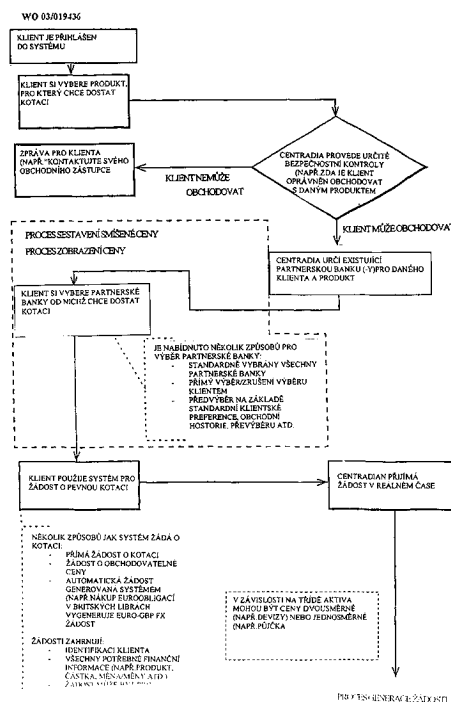 WO 03/019436
KLIENT JE PŘIHLÁŠEN
DO SYSTÉMU
KLIENT SI VYBERE PRODUKT,
PRO KTERÝ CHCE DOSTAT
KOTACI
ZPRÁVA PRO KLIENTA
(NAPŘ."KONTAKTUJTE SVÉHO
OBCHODNÍHO ZÁSTUPCE
KLIENT NEMŮŽE
OBCHODOVAT
CENTRADIA PROVEDE URČITÉ
BEZPEČNOSTNÍ KONTROLY
(NAPŘ.ZDA JE KLIENT
OPRÁVNĚN OBCHODOVAT
S DANÝM PRODUKTEM
KLIENT MŮŽE OBCHODOVAT
PROCES SESTAVENÍ SMÍŠENÉ CENY
PROCES ZOBRAZENÍ CENY
CENTRADIA URČÍ EXISTUJÍCÍ
PARTNERSKOU BANKU (-Y)PRO DANÉHO
KLIENTA A PRODUKT
KLIENT SI VYBERE PARTNERSKÉ
BANKY OD NICHŽ CHCE DOSTAT
KOTACI
JE NABÍDNUTO NĚKOLIK ZPŮSOBŮ PRO
VÝBĚR PARTNERSKÉ BANKY:
- STANDARDNĚ VYBRÁNY VŠECHNY
PARTNERSKÉ BANKY
- PŘÍMÝ VÝBĚR/ZRUŠENÍ VÝBĚRU
KLIENTEM
- PŘEDVÝBĚR NA ZÁKLADĚ
STANDARDNÍ KLIENTSKÉ
PREFERENCE, OBCHODNÍ
HOSTORIE, PŘEVÝBĚRU ATD.
KLIENT POUŽIJE SYSTÉM PRO
ŽÁDOST O PEVNOU KOTACI
CENTRADIAN PŘIJÍMÁ
ŽÁDOST V REALNÉM ČASE
NĚKOLIK ZPŮSOBŮ JAK SYSTÉM ŽÁDÁ O
KOTACI:
- PŘÍMÁ ŽÁDOST O KOTACI
- ŽÁDOST O OBCHODOVATELNÉ
CENY
- AUTOMATICKÁ ŽÁDOST
GENEROVANA SYSTÉMEM
(NAPŘ.NÁKUP EUROOBLIGACÍ
V BRITSKÝCH LIBRÁCH
VYGENERUJE EURO-GBP FX
ŽÁDOST
ŽÁDOSTI ZAHRNUJÍ:
- IDENTIFIKACI KLIENTA
- VŠECHNY POTŘEBNÉ FINANČNÍ
INFORMACE (NAPŘ.PRODUKT,
ČÁSTKA, MĚNA/MĚNY ATD.)
V ZÁVISLOSTI NA TŘÍDĚ AKTIVA
MOHOU BÝT CENY DVOUSMĚRNÉ
(NAPŘ.DEVIZY) NEBO JEDNOSMĚRNÉ
(NAPŘ.PŮJČKA
PROCES GENERACE ŽÁDOSTI